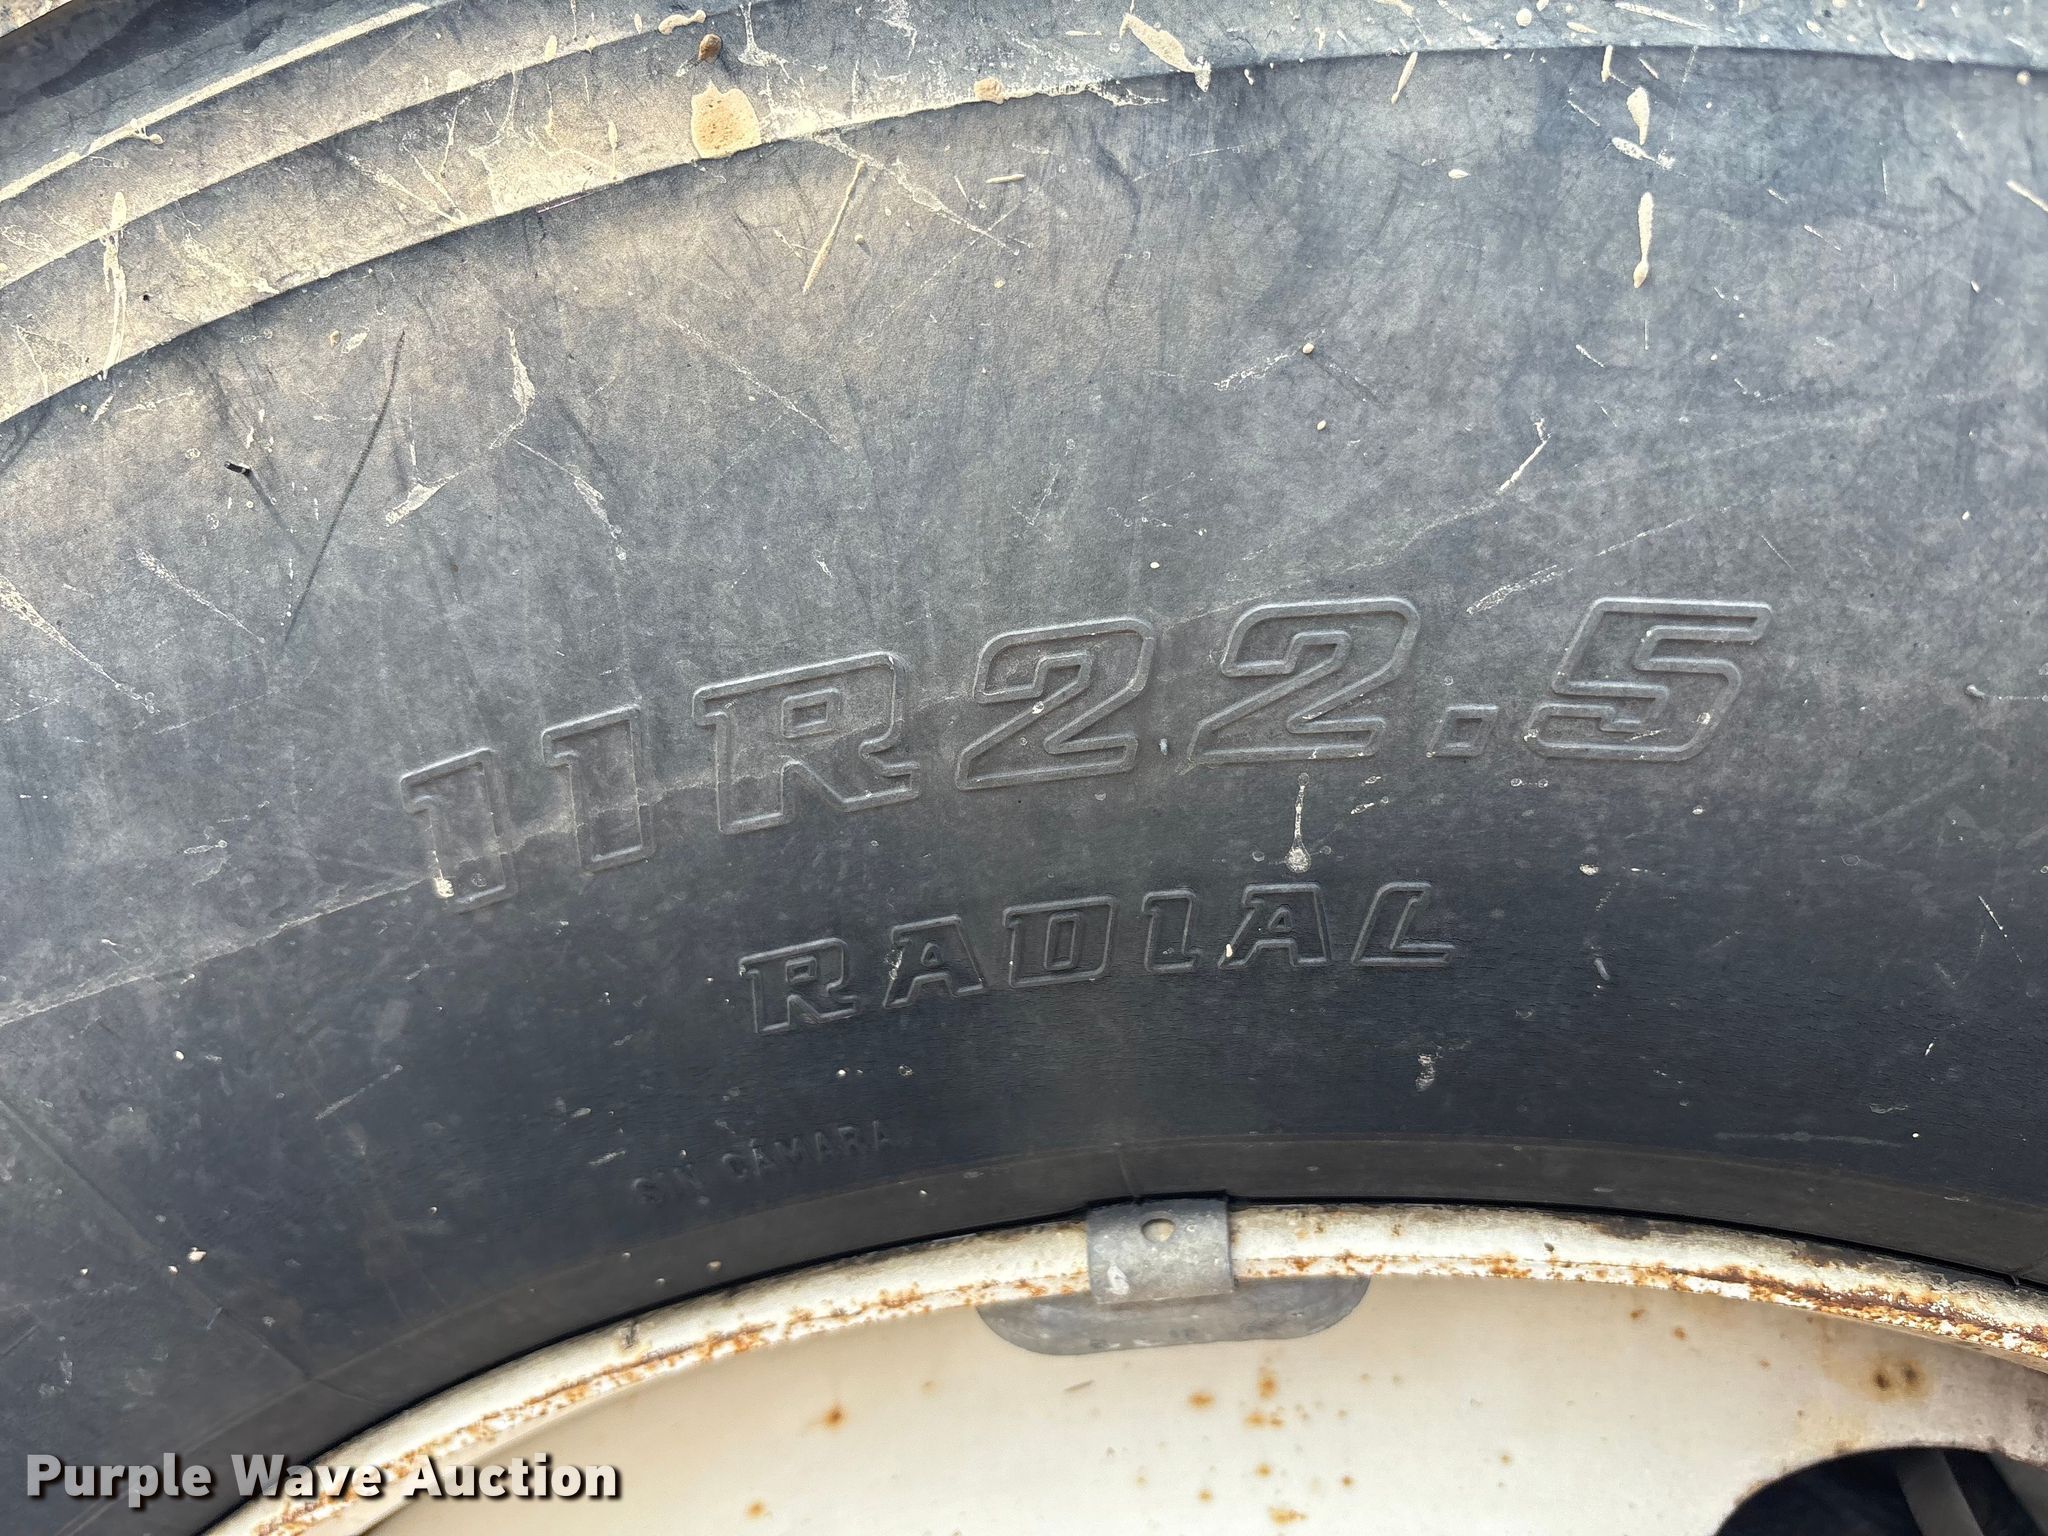 11R22.5
RADIAL
SIN CAMARA
Purple Wave Auction